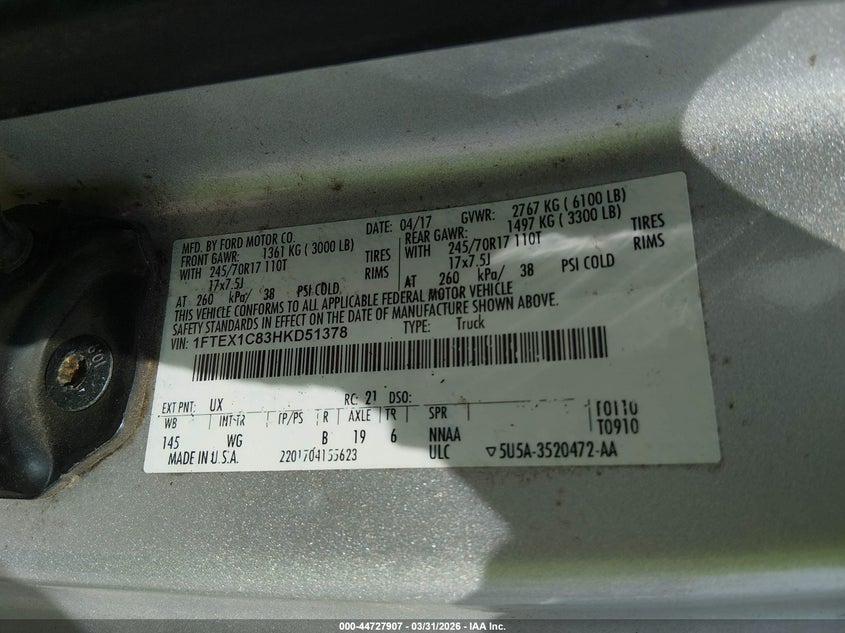 MFD. BY FORD MOTOR CO. DATE: 04/17 GVWR: 2767 KG ( 6100 LB)
FRONT GAWR: 1361 KG ( 3000 LB) REAR GAWR: 1497 KG ( 3300 LB)
WITH 245/70R17 110T TIRES WITH 245/70R17 110T TIRES
17x7.5J RIMS 17x7.5J RIMS
AT 260 kPa/ 38 PSI COLD AT 260 kPa/ 38 PSI COLD
THIS VEHICLE CONFORMS TO ALL APPLICABLE FEDERAL MOTOR VEHICLE
SAFETY STANDARDS IN EFFECT ON THE DATE OF MANUFACTURE SHOWN ABOVE.
VIN: 1FTEX1C83HKD51378 TYPE: Truck
EXT PNT: UX RC: 21 DSO:
WB INT TR TP/PS R AXLE TR SPR T0110
145 WG B 19 6 NNAA T0910
MADE IN U.S.A. 2201704155623 ULC ▽5U5A-3520472-AA
000-44727907 - 03/31/2026 - IAA Inc.